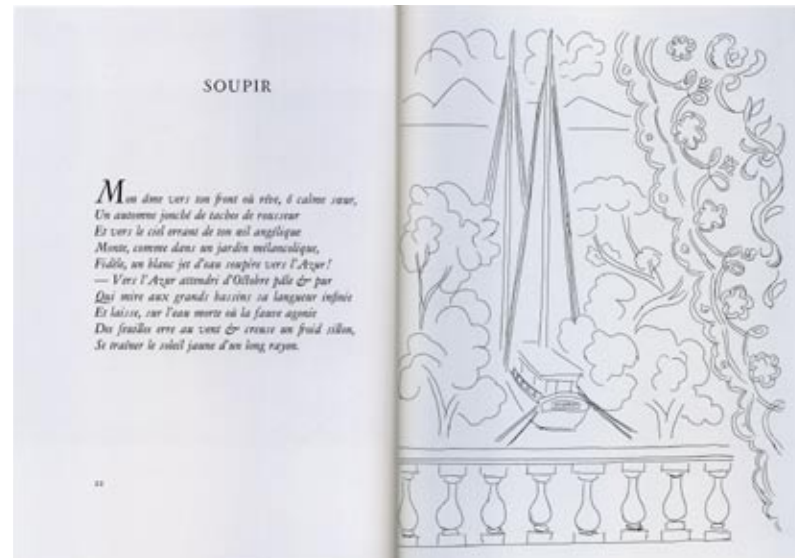 SOUPIR
Mon âme vers ton front où rêve, ô calme sœur,
Un automne jonché de taches de rousseur
Et vers le ciel errant de ton œil angélique
Monte, comme dans un jardin mélancolique,
Fidèle, un blanc jet d'eau soupire vers l'Azur!
— Vers l'Azur attendri d'Octobre pâle & pur
Qui mire aux grands bassins sa langueur infinie
Et laisse, sur l'eau morte où la fauve agonie
Des feuilles erre au vent & creuse un froid sillon,
Se traîner le soleil jaune d'un long rayon.